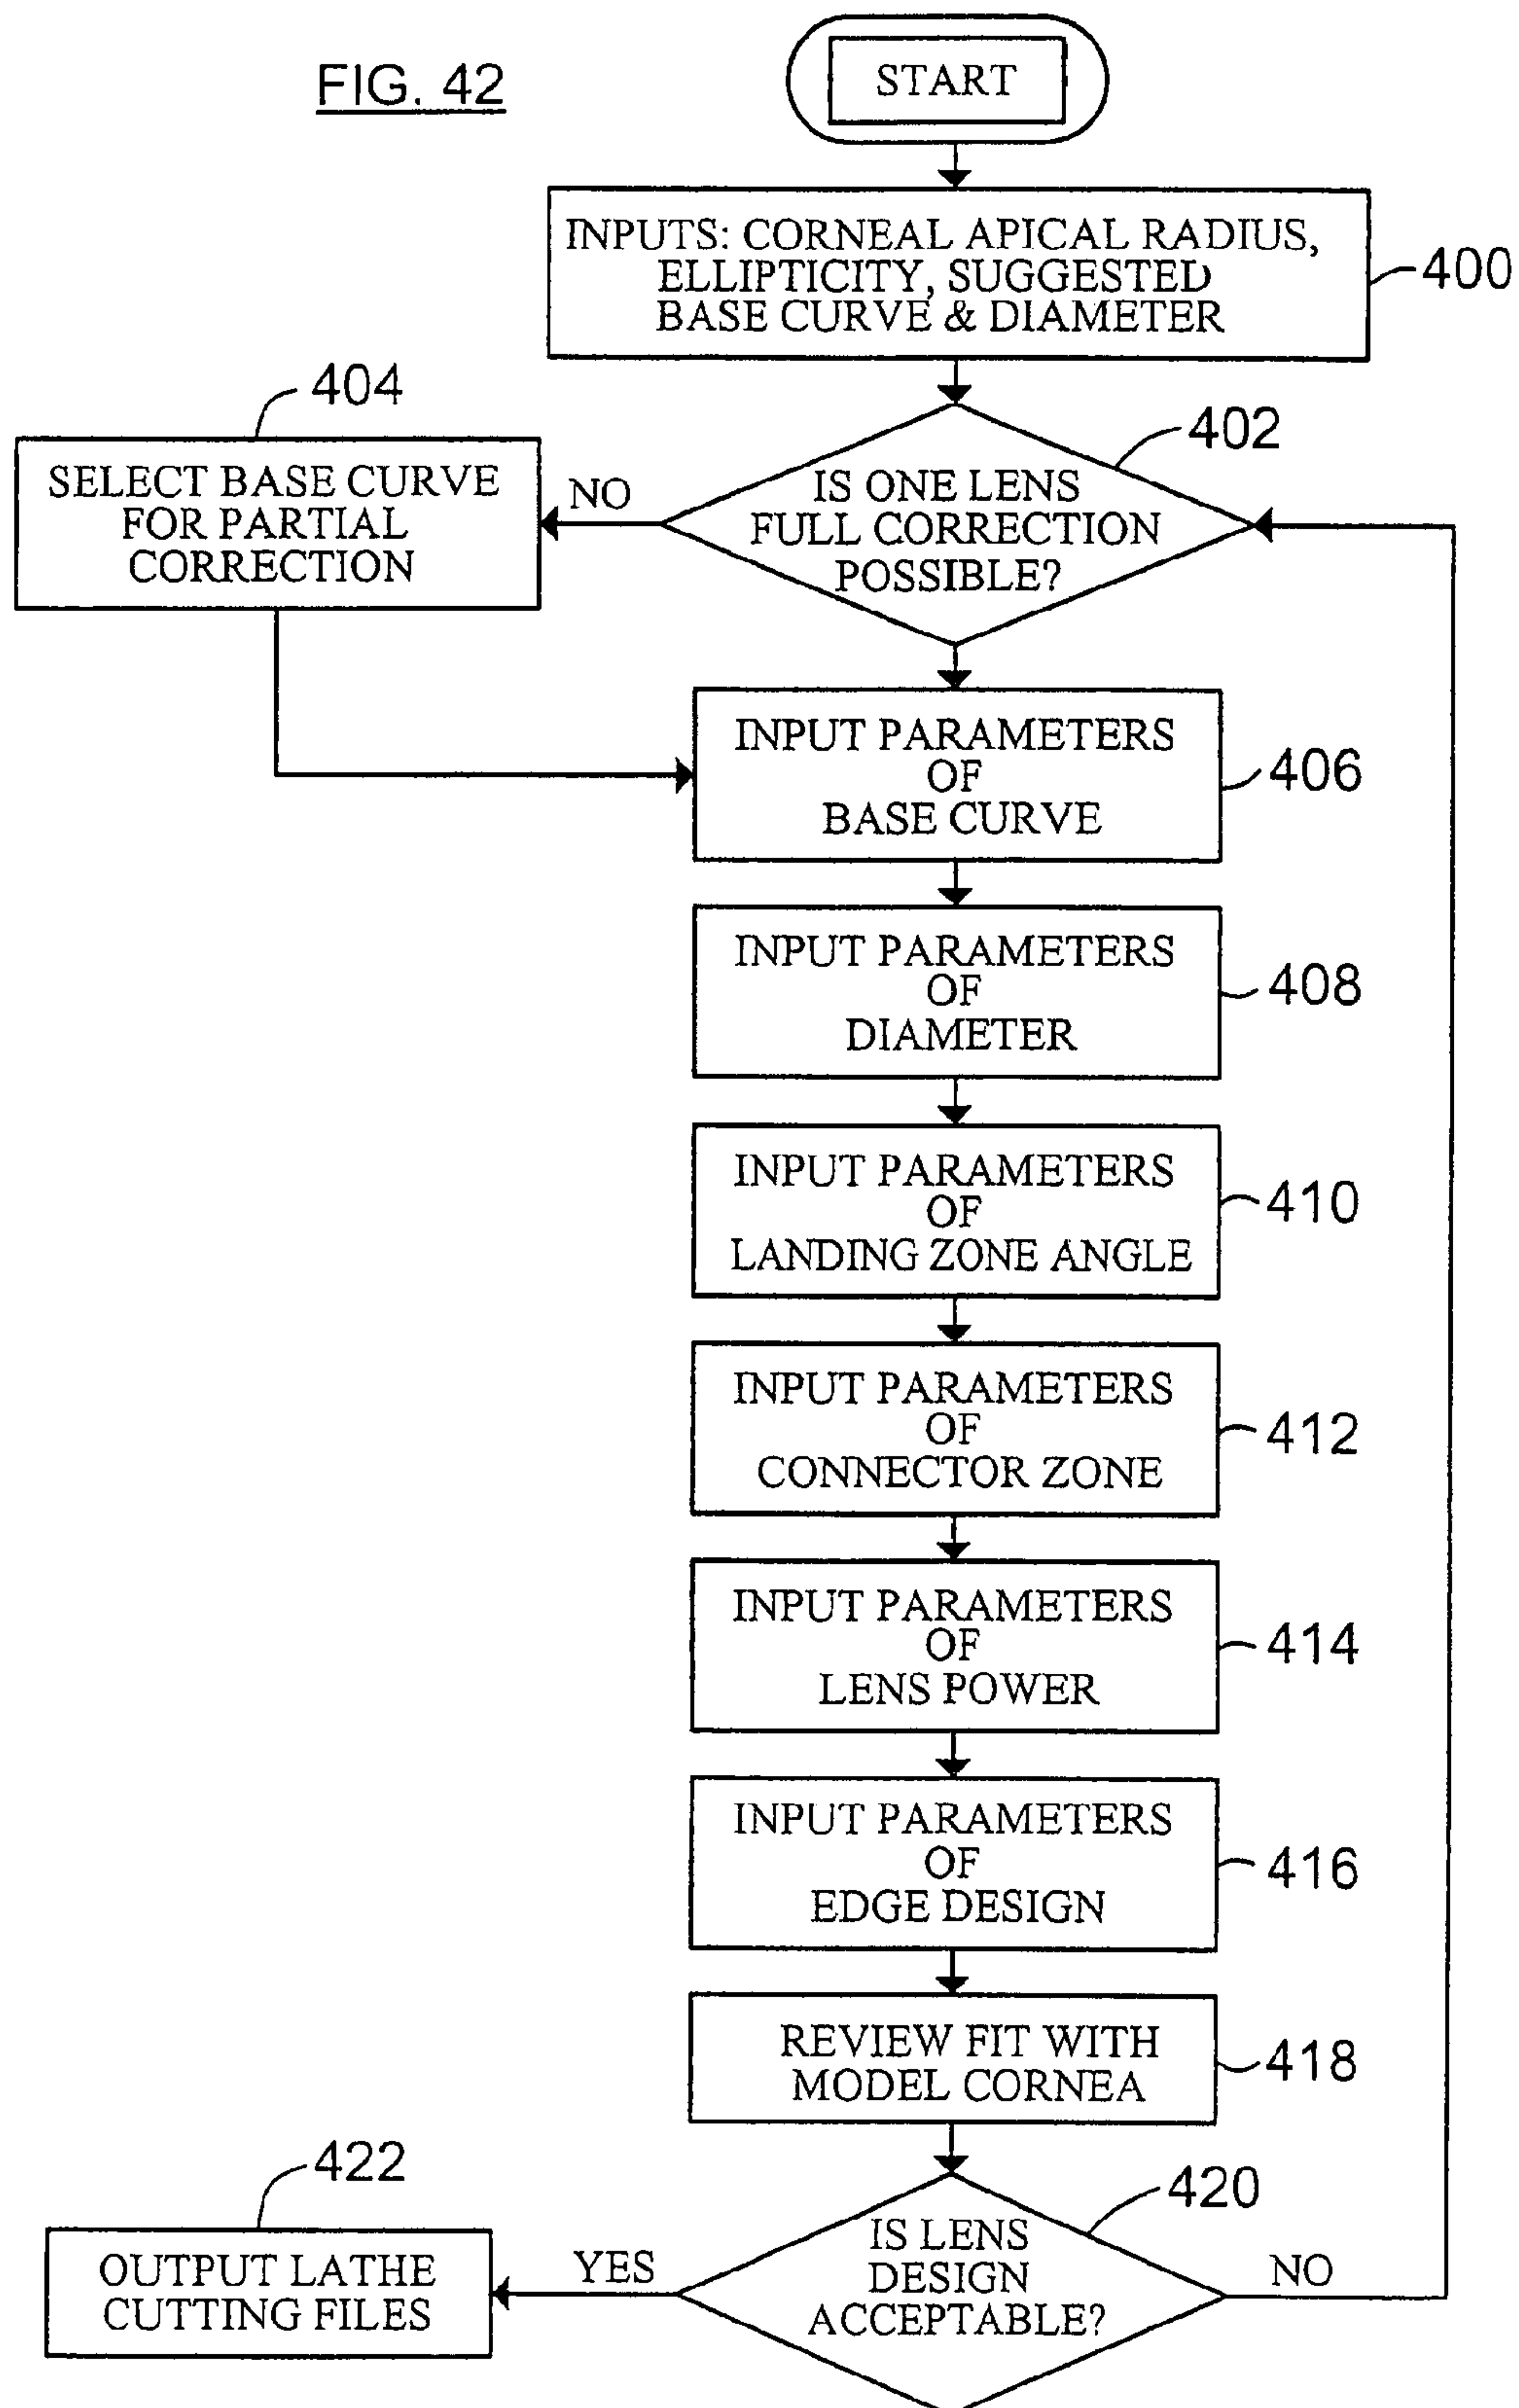 FIG. 42
START
INPUTS: CORNEAL APICAL RADIUS,
ELLIPTICITY, SUGGESTED
BASE CURVE & DIAMETER
400
404
402
SELECT BASE CURVE
FOR PARTIAL
CORRECTION
NO
IS ONE LENS
FULL CORRECTION
POSSIBLE?
INPUT PARAMETERS
OF
BASE CURVE
406
INPUT PARAMETERS
OF
DIAMETER
408
INPUT PARAMETERS
OF
LANDING ZONE ANGLE
410
INPUT PARAMETERS
OF
CONNECTOR ZONE
412
INPUT PARAMETERS
OF
LENS POWER
414
INPUT PARAMETERS
OF
EDGE DESIGN
416
REVIEW FIT WITH
MODEL CORNEA
418
422
420
OUTPUT LATHE
CUTTING FILES
YES
IS LENS
DESIGN
ACCEPTABLE?
NO